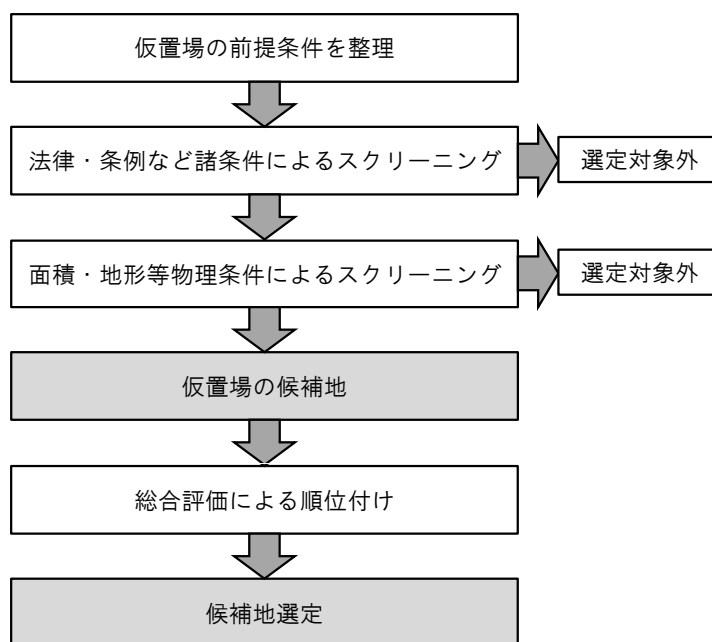 仮置場の前提条件を整理
法律・条例など諸条件によるスクリーニング
選定対象外
面積・地形等物理条件によるスクリーニング
選定対象外
仮置場の候補地
総合評価による順位付け
候補地選定